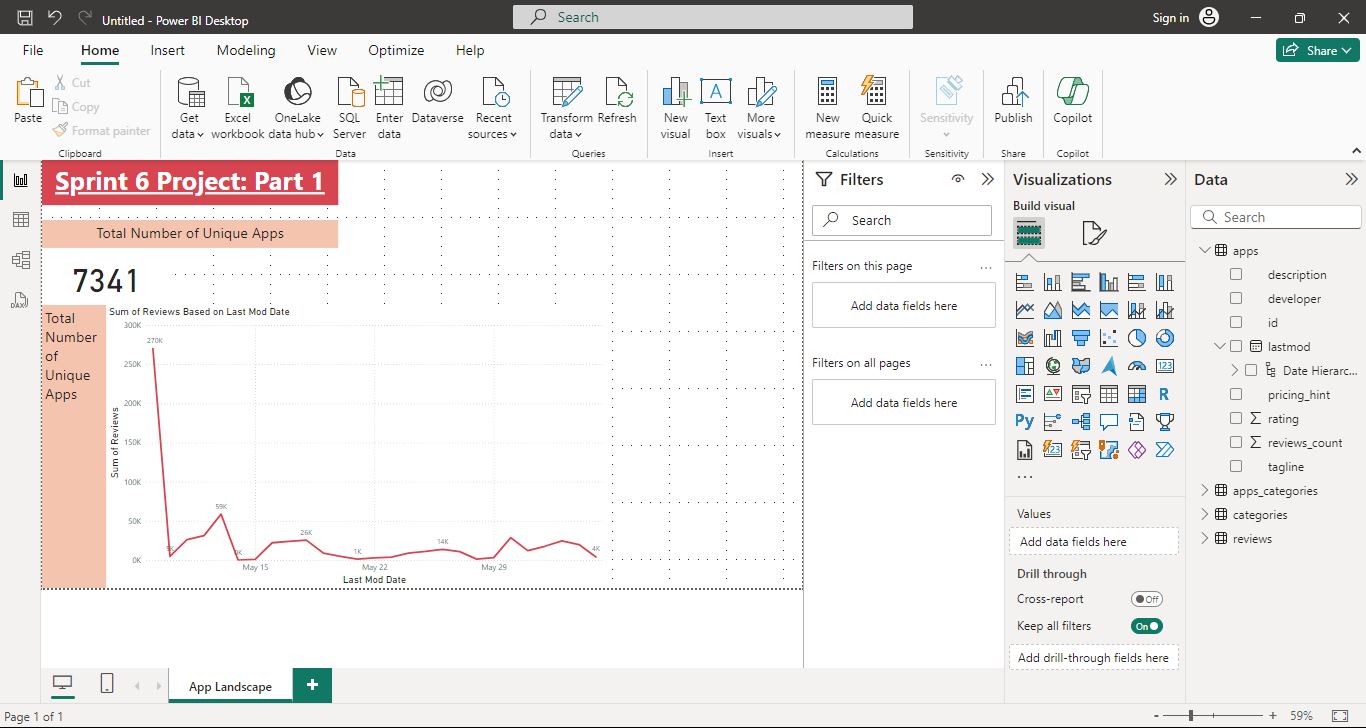 Untitled - Power BI Desktop
Search
Sign in
File Home Insert Modeling View Optimize Help
Share
Paste
Cut
Copy
Format painter
Clipboard
Get data
Excel workbook
OneLake data hub
SQL Server
Enter data
Dataverse
Recent sources
Data
Transform data
Refresh
Queries
New visual
Text box
More visuals
Insert
New measure
Quick measure
Calculations
Sensitivity
Sensitivity
Publish
Share
Copilot
Copilot
Sprint 6 Project: Part 1
Total Number of Unique Apps
7341
Total
Number
of
Unique
Apps
Sum of Reviews Based on Last Mod Date
Sum of Reviews
300K
250K
200K
150K
100K
50K
0K
270K
59K
26K
1K
14K
4K
May 15
May 22
May 29
Last Mod Date
Filters
Search
Filters on this page ...
Add data fields here
Filters on all pages ...
Add data fields here
Visualizations
Build visual
123
R
Py
123
...
Values
Add data fields here
Drill through
Cross-report Off
Keep all filters On
Add drill-through fields here
Data
Search
apps
description
developer
id
lastmod
Date Hierarc...
pricing_hint
rating
reviews_count
tagline
apps_categories
categories
reviews
DAX
App Landscape
+
Page 1 of 1
- + 59%